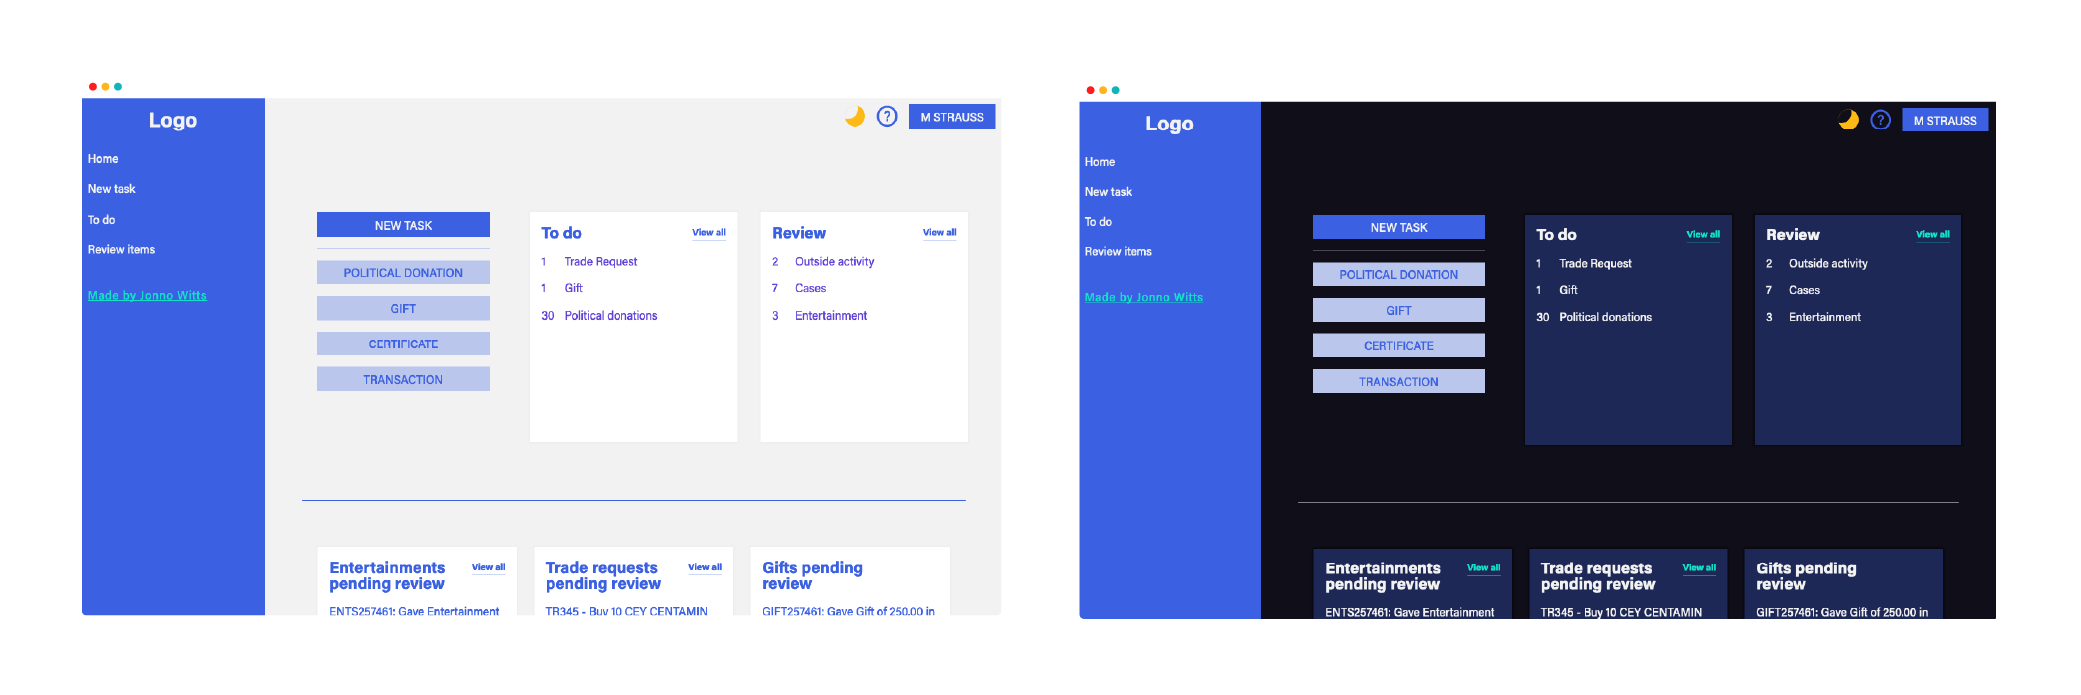 Logo
Home
New task
To do
Review items
Made by Jonno Witts
? M STRAUSS
NEW TASK
POLITICAL DONATION
GIFT
CERTIFICATE
TRANSACTION
To do View all
1 Trade Request
1 Gift
30 Political donations
Review View all
2 Outside activity
7 Cases
3 Entertainment
Entertainments View all
pending review
ENTS257461: Gave Entertainment
Trade requests View all
pending review
TR345 - Buy 10 CEY CENTAMIN
Gifts pending
review
GIFT257461: Gave Gift of 250.00 in
Logo
Home
New task
To do
Review items
Made by Jonno Witts
? M STRAUSS
NEW TASK
POLITICAL DONATION
GIFT
CERTIFICATE
TRANSACTION
To do View all
1 Trade Request
1 Gift
30 Political donations
Review View all
2 Outside activity
7 Cases
3 Entertainment
Entertainments View all
pending review
ENTS257461: Gave Entertainment
Trade requests View all
pending review
TR345 - Buy 10 CEY CENTAMIN
Gifts pending
review
GIFT257461: Gave Gift of 250.00 in